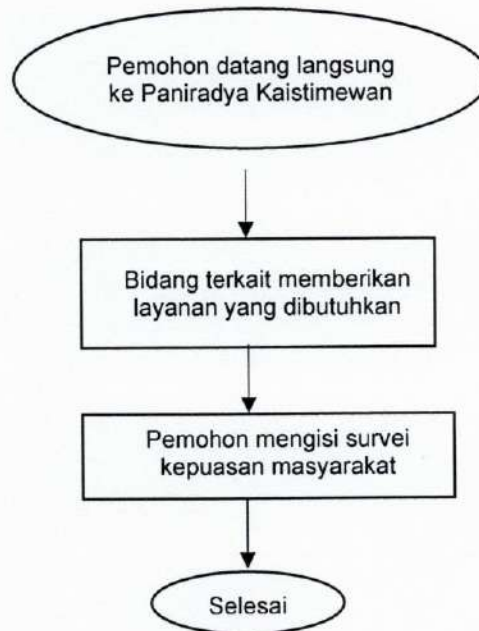 Pemohon datang langsung
ke Paniradya Kaistimewan
Bidang terkait memberikan
layanan yang dibutuhkan
Pemohon mengisi survei
kepuasan masyarakat
Selesai